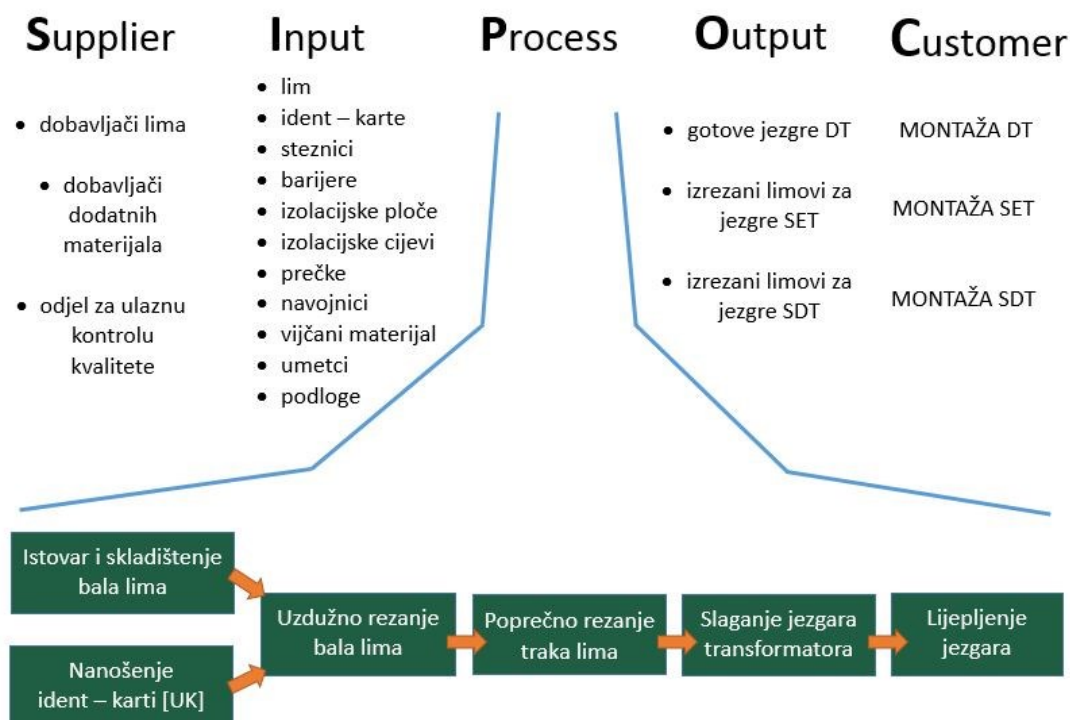 Supplier
Input
Process
Output
Customer
• dobavljači lima
• dobavljači
dodatnih
materijala
• odjel za ulaznu
kontrolu
kvalitete
• lim
• ident – karte
• steznici
• barijere
• izolacijske ploče
• izolacijske cijevi
• prečke
• navojnici
• vijčani materijal
• umetci
• podloge
• gotove jezgre DT
• izrezani limovi za
jezgre SET
• izrezani limovi za
jezgre SDT
MONTAŽA DT
MONTAŽA SET
MONTAŽA SDT
Istovar i skladištenje
bala lima
Nanošenje
ident – karti [UK]
Uzdužno rezanje
bala lima
Poprečno rezanje
traka lima
Slaganje jezgara
transformatora
Lijepljenje
jezgara